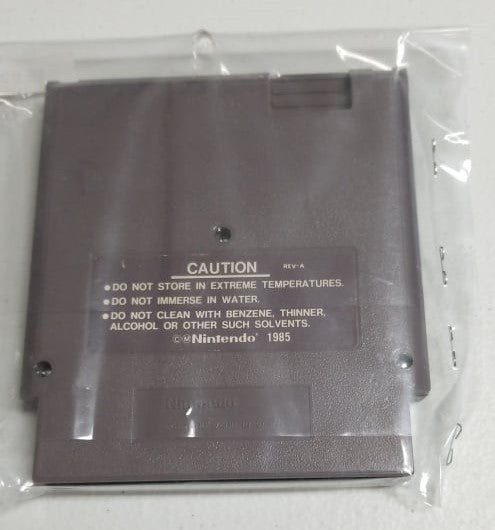 CAUTION REV-A
●DO NOT STORE IN EXTREME TEMPERATURES.
●DO NOT IMMERSE IN WATER.
●DO NOT CLEAN WITH BENZENE, THINNER,
ALCOHOL OR OTHER SUCH SOLVENTS.
©ⓂNintendo® 1985
Nintendo